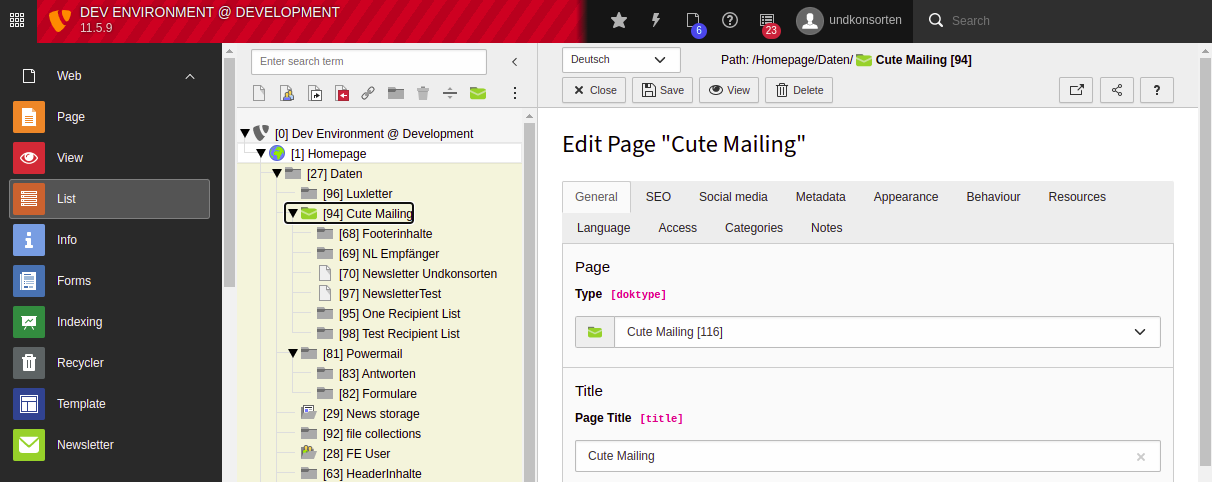 DEV ENVIRONMENT @ DEVELOPMENT
11.5.9
6
23
undkonsorten
Search
Web
Page
View
List
Info
Forms
Indexing
Recycler
Template
Newsletter
Enter search term
[0] Dev Environment @ Development
[1] Homepage
[27] Daten
[96] Luxletter
[94] Cute Mailing
[68] Footerinhalte
[69] NL Empfänger
[70] Newsletter Undkonsorten
[97] NewsletterTest
[95] One Recipient List
[98] Test Recipient List
[81] Powermail
[83] Antworten
[82] Formulare
[29] News storage
[92] file collections
[28] FE User
[63] HeaderInhalte
Deutsch
Path: /Homepage/Daten/ Cute Mailing [94]
Close Save View Delete ?
Edit Page "Cute Mailing"
General SEO Social media Metadata Appearance Behaviour Resources
Language Access Categories Notes
Page
Type [doktype]
Cute Mailing [116]
Title
Page Title [title]
Cute Mailing